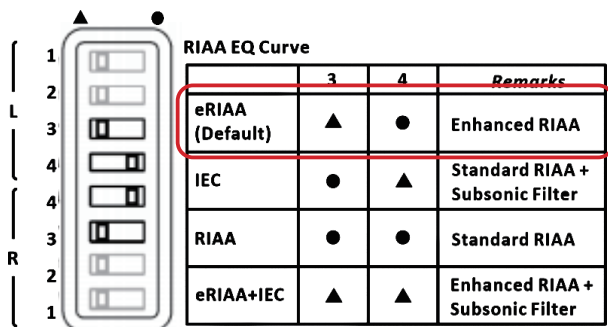 ▲ ●
RIAA EQ Curve
L
1
2
3
4
R
4
3
2
1
3 4 Remarks
eRIAA (Default) ▲ ● Enhanced RIAA
IEC ● ▲ Standard RIAA + Subsonic Filter
RIAA ● ● Standard RIAA
eRIAA+IEC ▲ ▲ Enhanced RIAA + Subsonic Filter